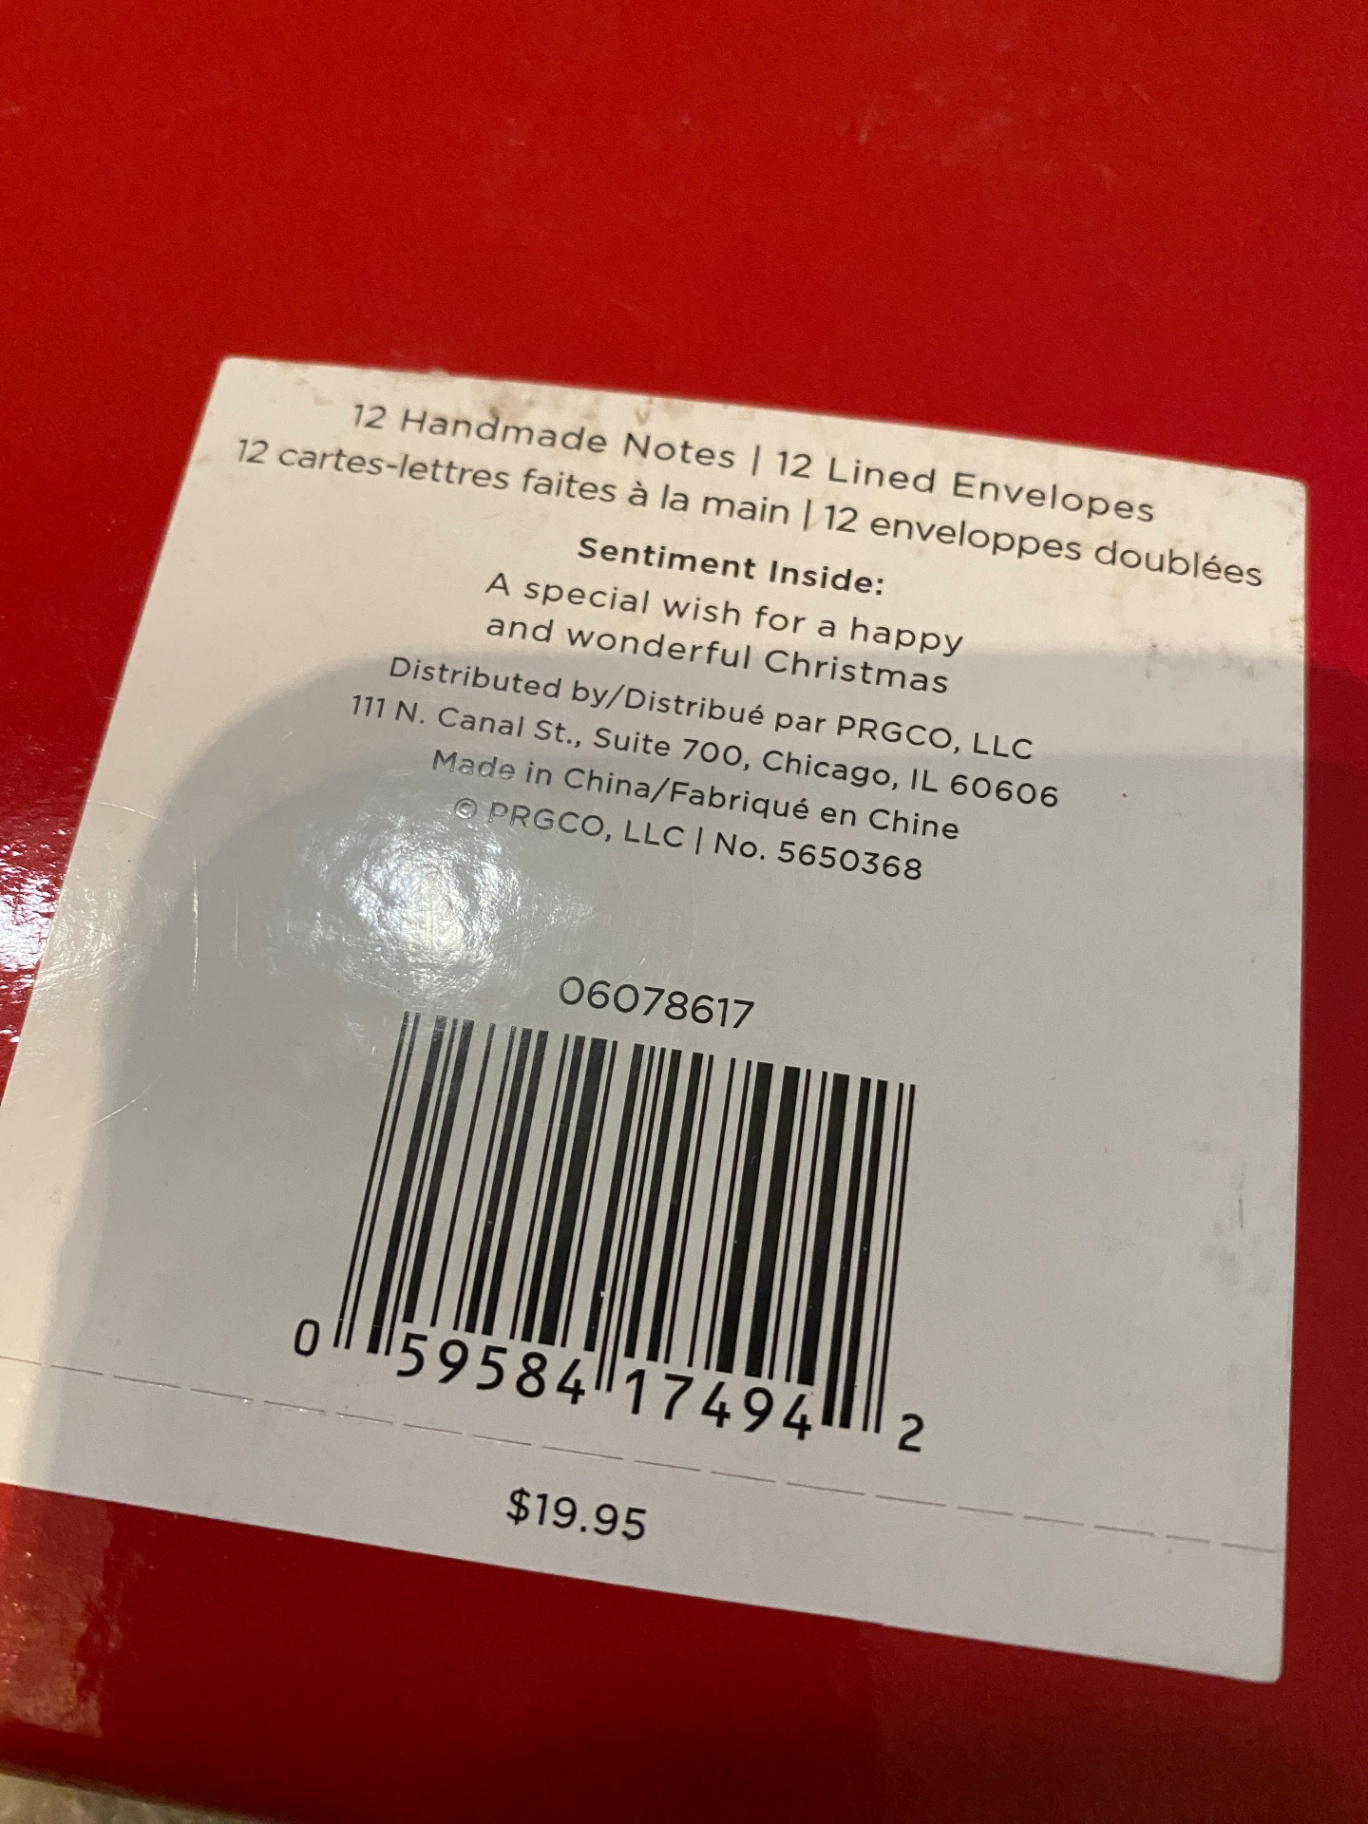 12 Handmade Notes | 12 Lined Envelopes
12 cartes-lettres faites à la main | 12 enveloppes doublées
Sentiment Inside:
A special wish for a happy
and wonderful Christmas
Distributed by/Distribué par PRGCO, LLC
111 N. Canal St., Suite 700, Chicago, IL 60606
Made in China/Fabriqué en Chine
© PRGCO, LLC | No. 5650368
06078617
0 59584 17494 2
$19.95